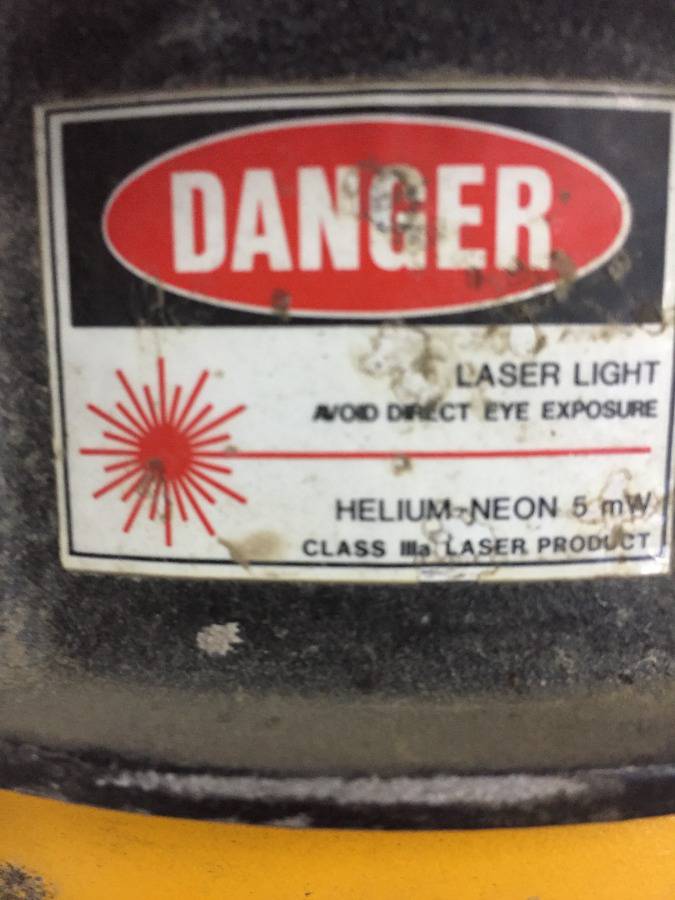 DANGER
LASER LIGHT
AVOID DIRECT EYE EXPOSURE
HELIUM-NEON 5 mW
CLASS IIIa LASER PRODUCT